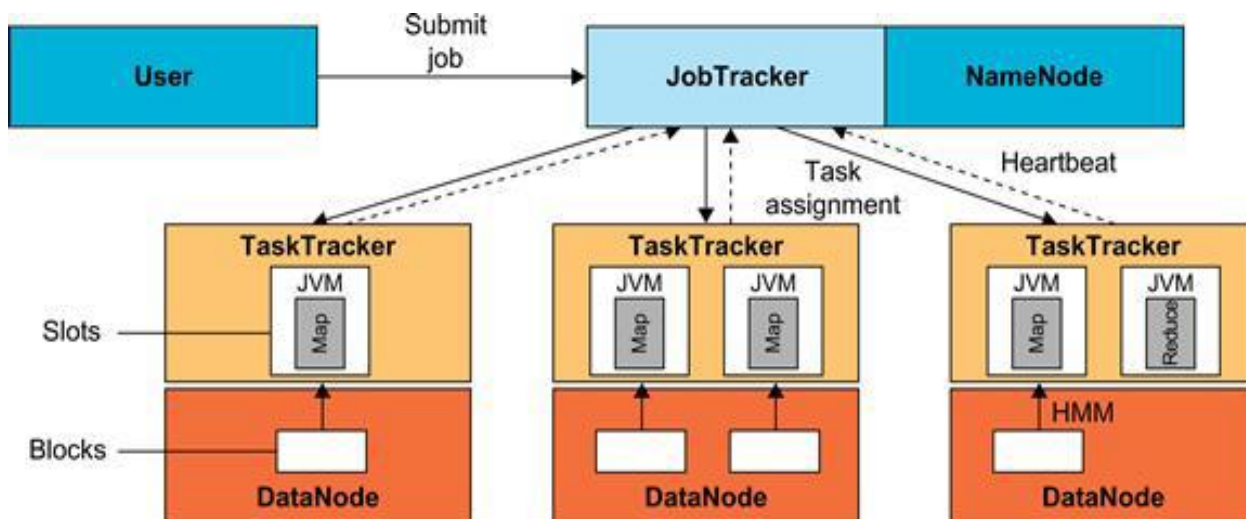 Submit
job
User
JobTracker
NameNode
Heartbeat
Task
assignment
TaskTracker
TaskTracker
TaskTracker
JVM
JVM
JVM
JVM
JVM
Slots
Map
Map
Map
Map
Reduce
HMM
Blocks
DataNode
DataNode
DataNode